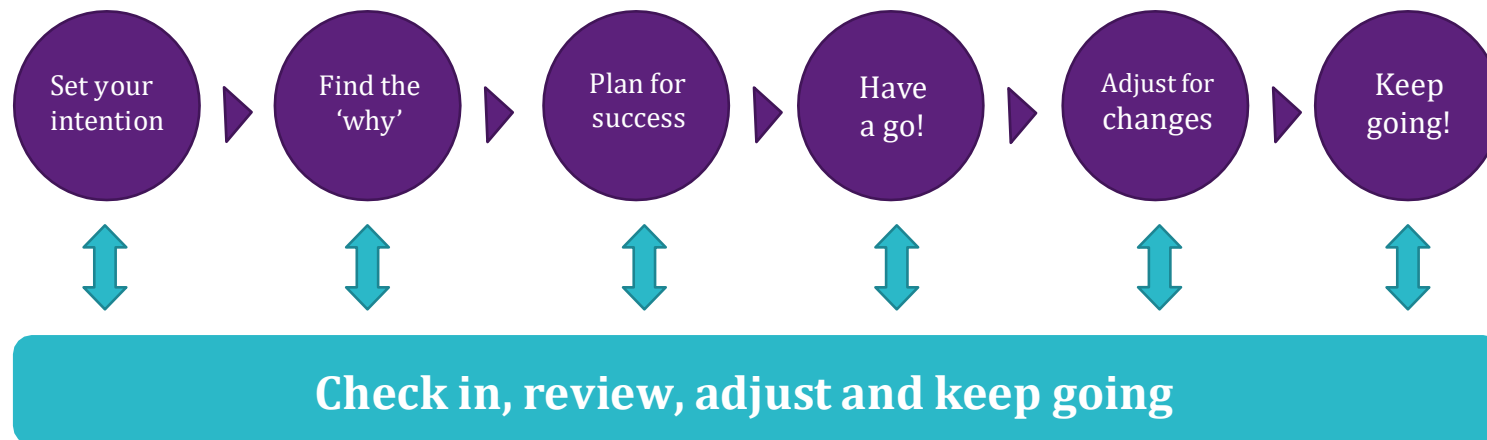 Set your
intention
Find the
‘why’
Plan for
success
Have
a go!
Adjust for
changes
Keep
going!
Check in, review, adjust and keep going